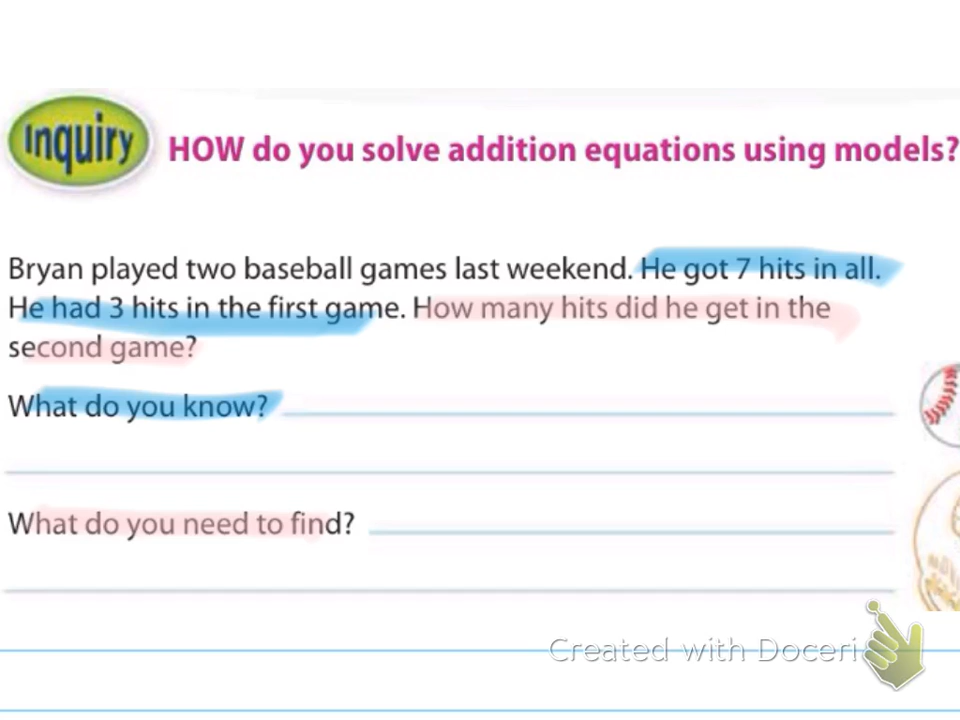 Inquiry
HOW do you solve addition equations using models?
Bryan played two baseball games last weekend. He got 7 hits in all.
He had 3 hits in the first game. How many hits did he get in the
second game?
What do you know?
What do you need to find?
Created with Doceri